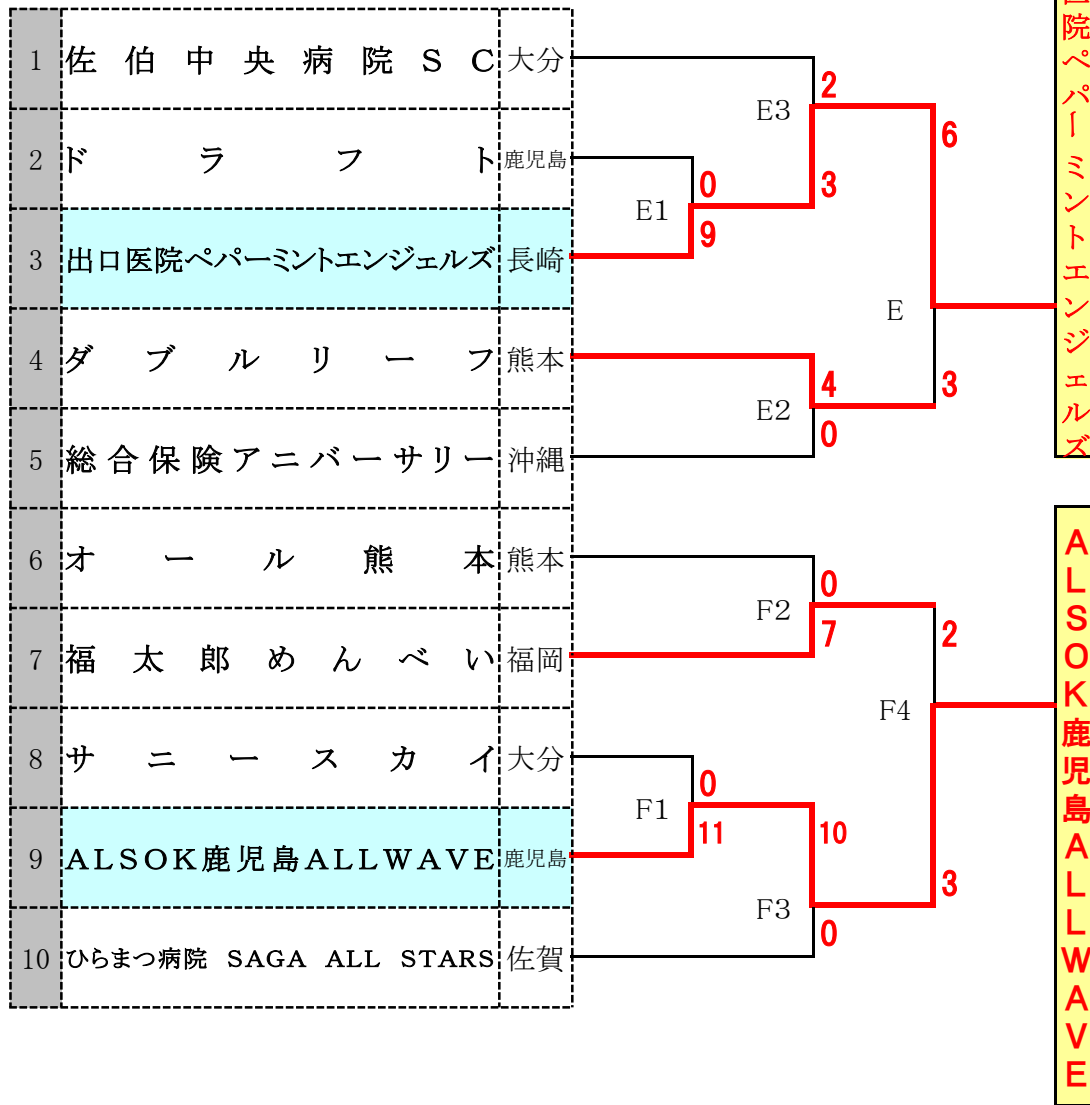 1 佐伯中央病院SC 大分
2 ドラフト 鹿児島
3 出口医院ペパーミントエンジェルズ 長崎
4 ダブルリーフ 熊本
5 総合保険アニバーサリー 沖縄
6 オール熊本 熊本
7 福太郎めんべい 福岡
8 サニースカイ 大分
9 ALSOK鹿児島ALLWAVE 鹿児島
10 ひらまつ病院 SAGA ALL STARS 佐賀
E3
2
3
E1
0
9
E2
4
0
E
6
3
F2
0
7
F1
0
11
F3
10
0
F4
2
3
院ペパーミントエンジェルズ
ALSOK鹿児島ALLWAVE